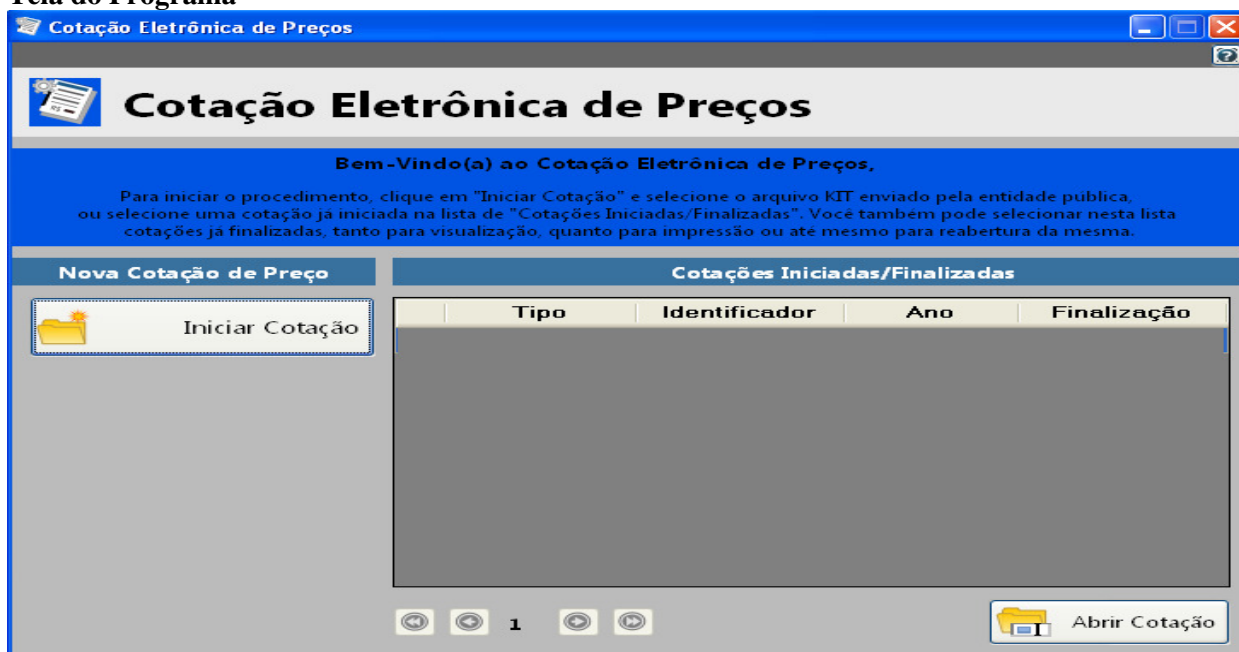 Tela do Programa
Cotação Eletrônica de Preços
Cotação Eletrônica de Preços
Bem-Vindo(a) ao Cotação Eletrônica de Preços,
Para iniciar o procedimento, clique em "Iniciar Cotação" e selecione o arquivo KIT enviado pela entidade pública,
ou selecione uma cotação já iniciada na lista de "Cotações Iniciadas/Finalizadas". Você também pode selecionar nesta lista
cotações já finalizadas, tanto para visualização, quanto para impressão ou até mesmo para reabertura da mesma.
Nova Cotação de Preço
Cotações Iniciadas/Finalizadas
Iniciar Cotação
Tipo Identificador Ano Finalização
1
Abrir Cotação